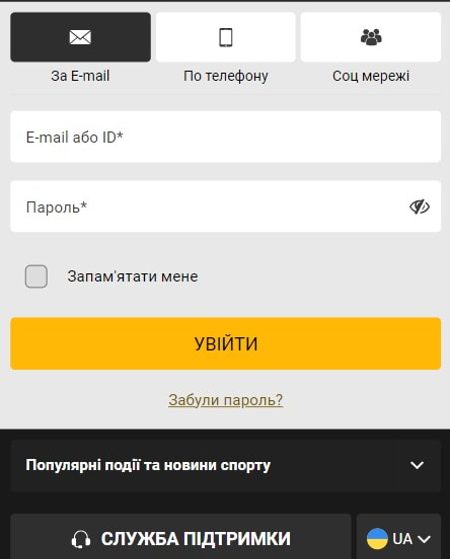 За E-mail
По телефону
Соц мережі
E-mail або ID*
Пароль*
Запам'ятати мене
УВІЙТИ
Забули пароль?
Популярні події та новини спорту
СЛУЖБА ПІДТРИМКИ
UA